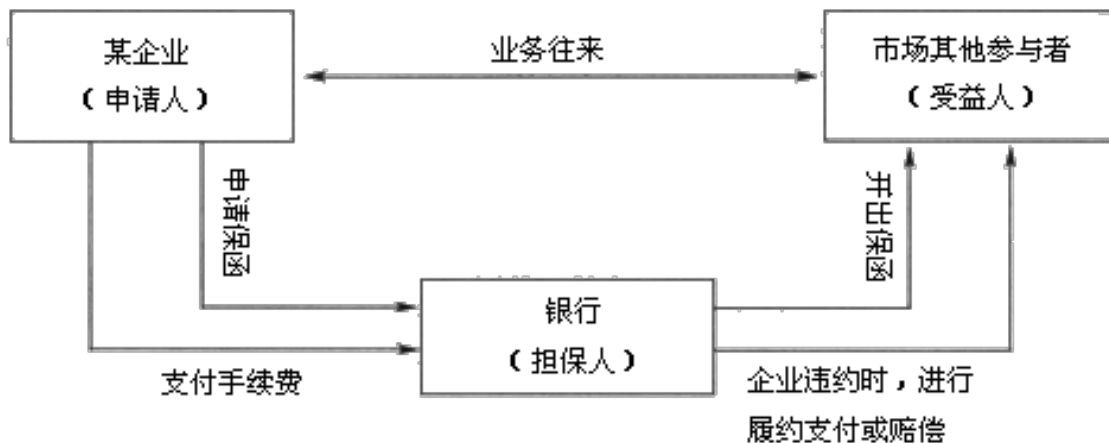 某企业
（申请人）
业务往来
市场其他参与者
（受益人）
申请保函
开出保函
银行
（担保人）
支付手续费
企业违约时，进行
履约支付或赔偿